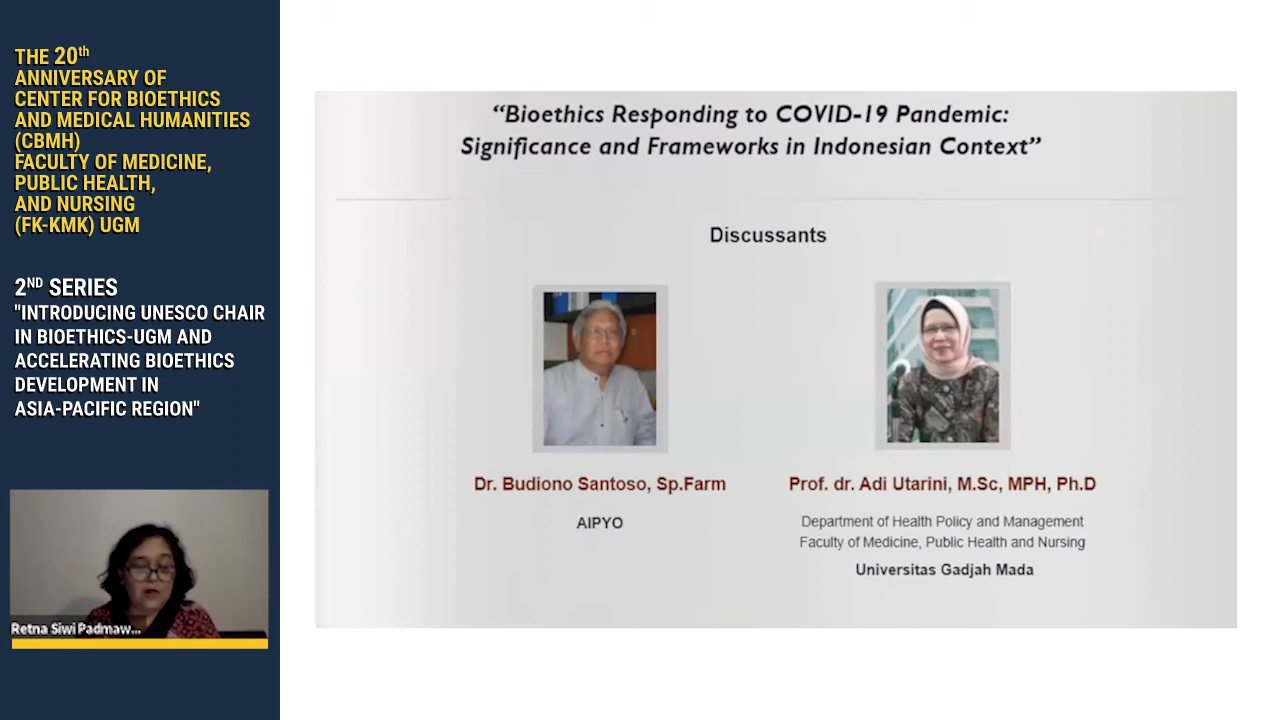 THE 20th
ANNIVERSARY OF
CENTER FOR BIOETHICS
AND MEDICAL HUMANITIES
(CBMH)
FACULTY OF MEDICINE,
PUBLIC HEALTH,
AND NURSING
(FK-KMK) UGM
2ND SERIES
"INTRODUCING UNESCO CHAIR
IN BIOETHICS-UGM AND
ACCELERATING BIOETHICS
DEVELOPMENT IN
ASIA-PACIFIC REGION"
Retna Siwi Padmaw...
“Bioethics Responding to COVID-19 Pandemic:
Significance and Frameworks in Indonesian Context”
Discussants
Dr. Budiono Santoso, Sp.Farm
AIPYO
Prof. dr. Adi Utarini, M.Sc, MPH, Ph.D
Department of Health Policy and Management
Faculty of Medicine, Public Health and Nursing
Universitas Gadjah Mada